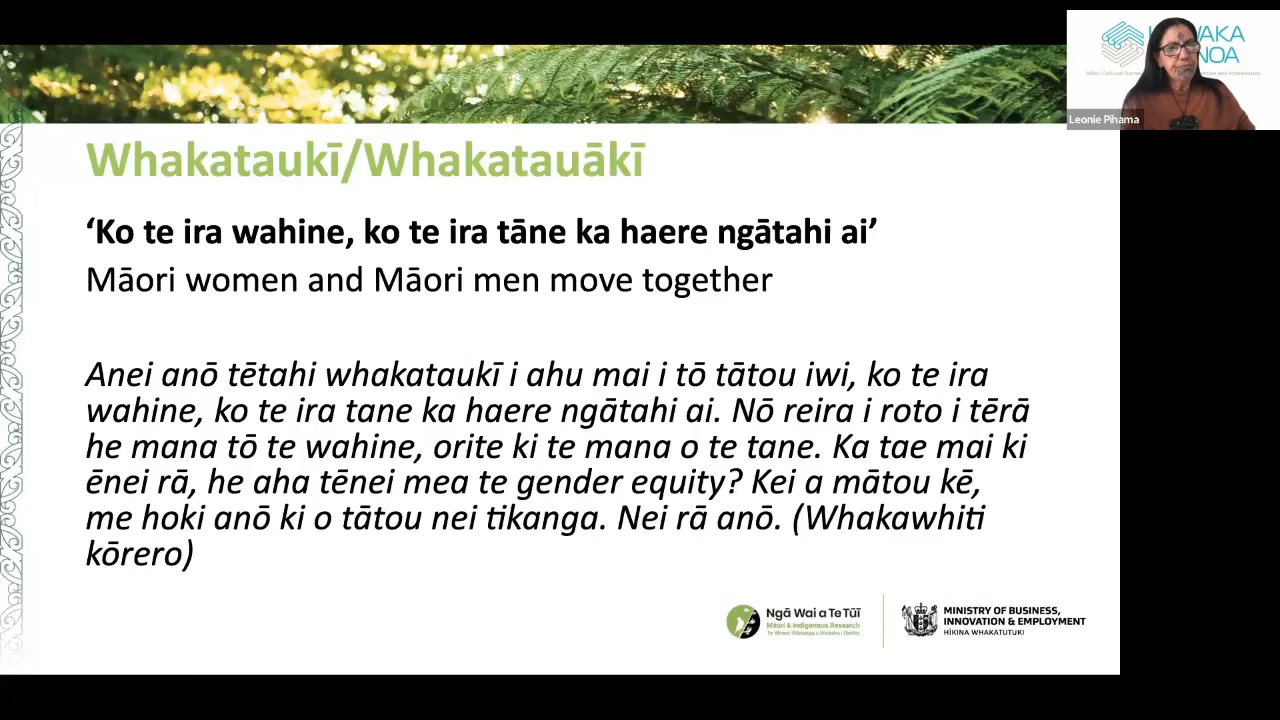 WAKA
NOA
Leonie Pihama
Whakataukī/Whakatauākī
‘Ko te ira wahine, ko te ira tāne ka haere ngātahi ai’
Māori women and Māori men move together
Anei anō tētahi whakataukī i ahu mai i tō tātou iwi, ko te ira
wahine, ko te ira tane ka haere ngātahi ai. Nō reira i roto i tērā
he mana tō te wahine, orite ki te mana o te tane. Ka tae mai ki
ēnei rā, he aha tēnei mea te gender equity? Kei a mātou kē,
me hoki anō ki o tātou nei tikanga. Nei rā anō. (Whakawhiti
kōrero)
Ngā Wai a Te Tūī
Māori & Indigenous Research
MINISTRY OF BUSINESS,
INNOVATION & EMPLOYMENT
HĪKINA WHAKATUTUKI